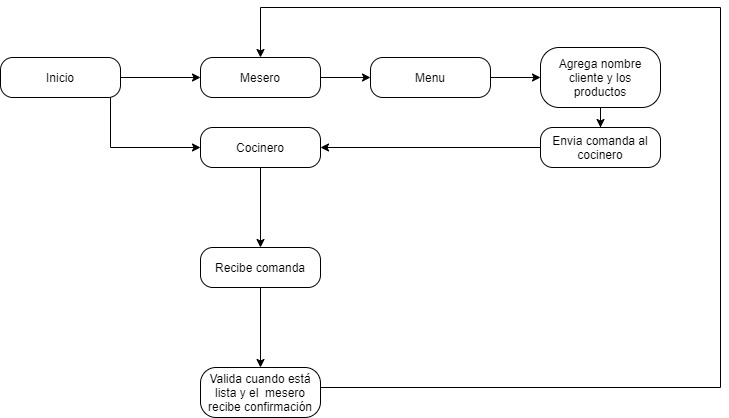 Inicio
Mesero
Menu
Agrega nombre
cliente y los
productos
Cocinero
Envia comanda al
cocinero
Recibe comanda
Valida cuando está
lista y el mesero
recibe confirmación